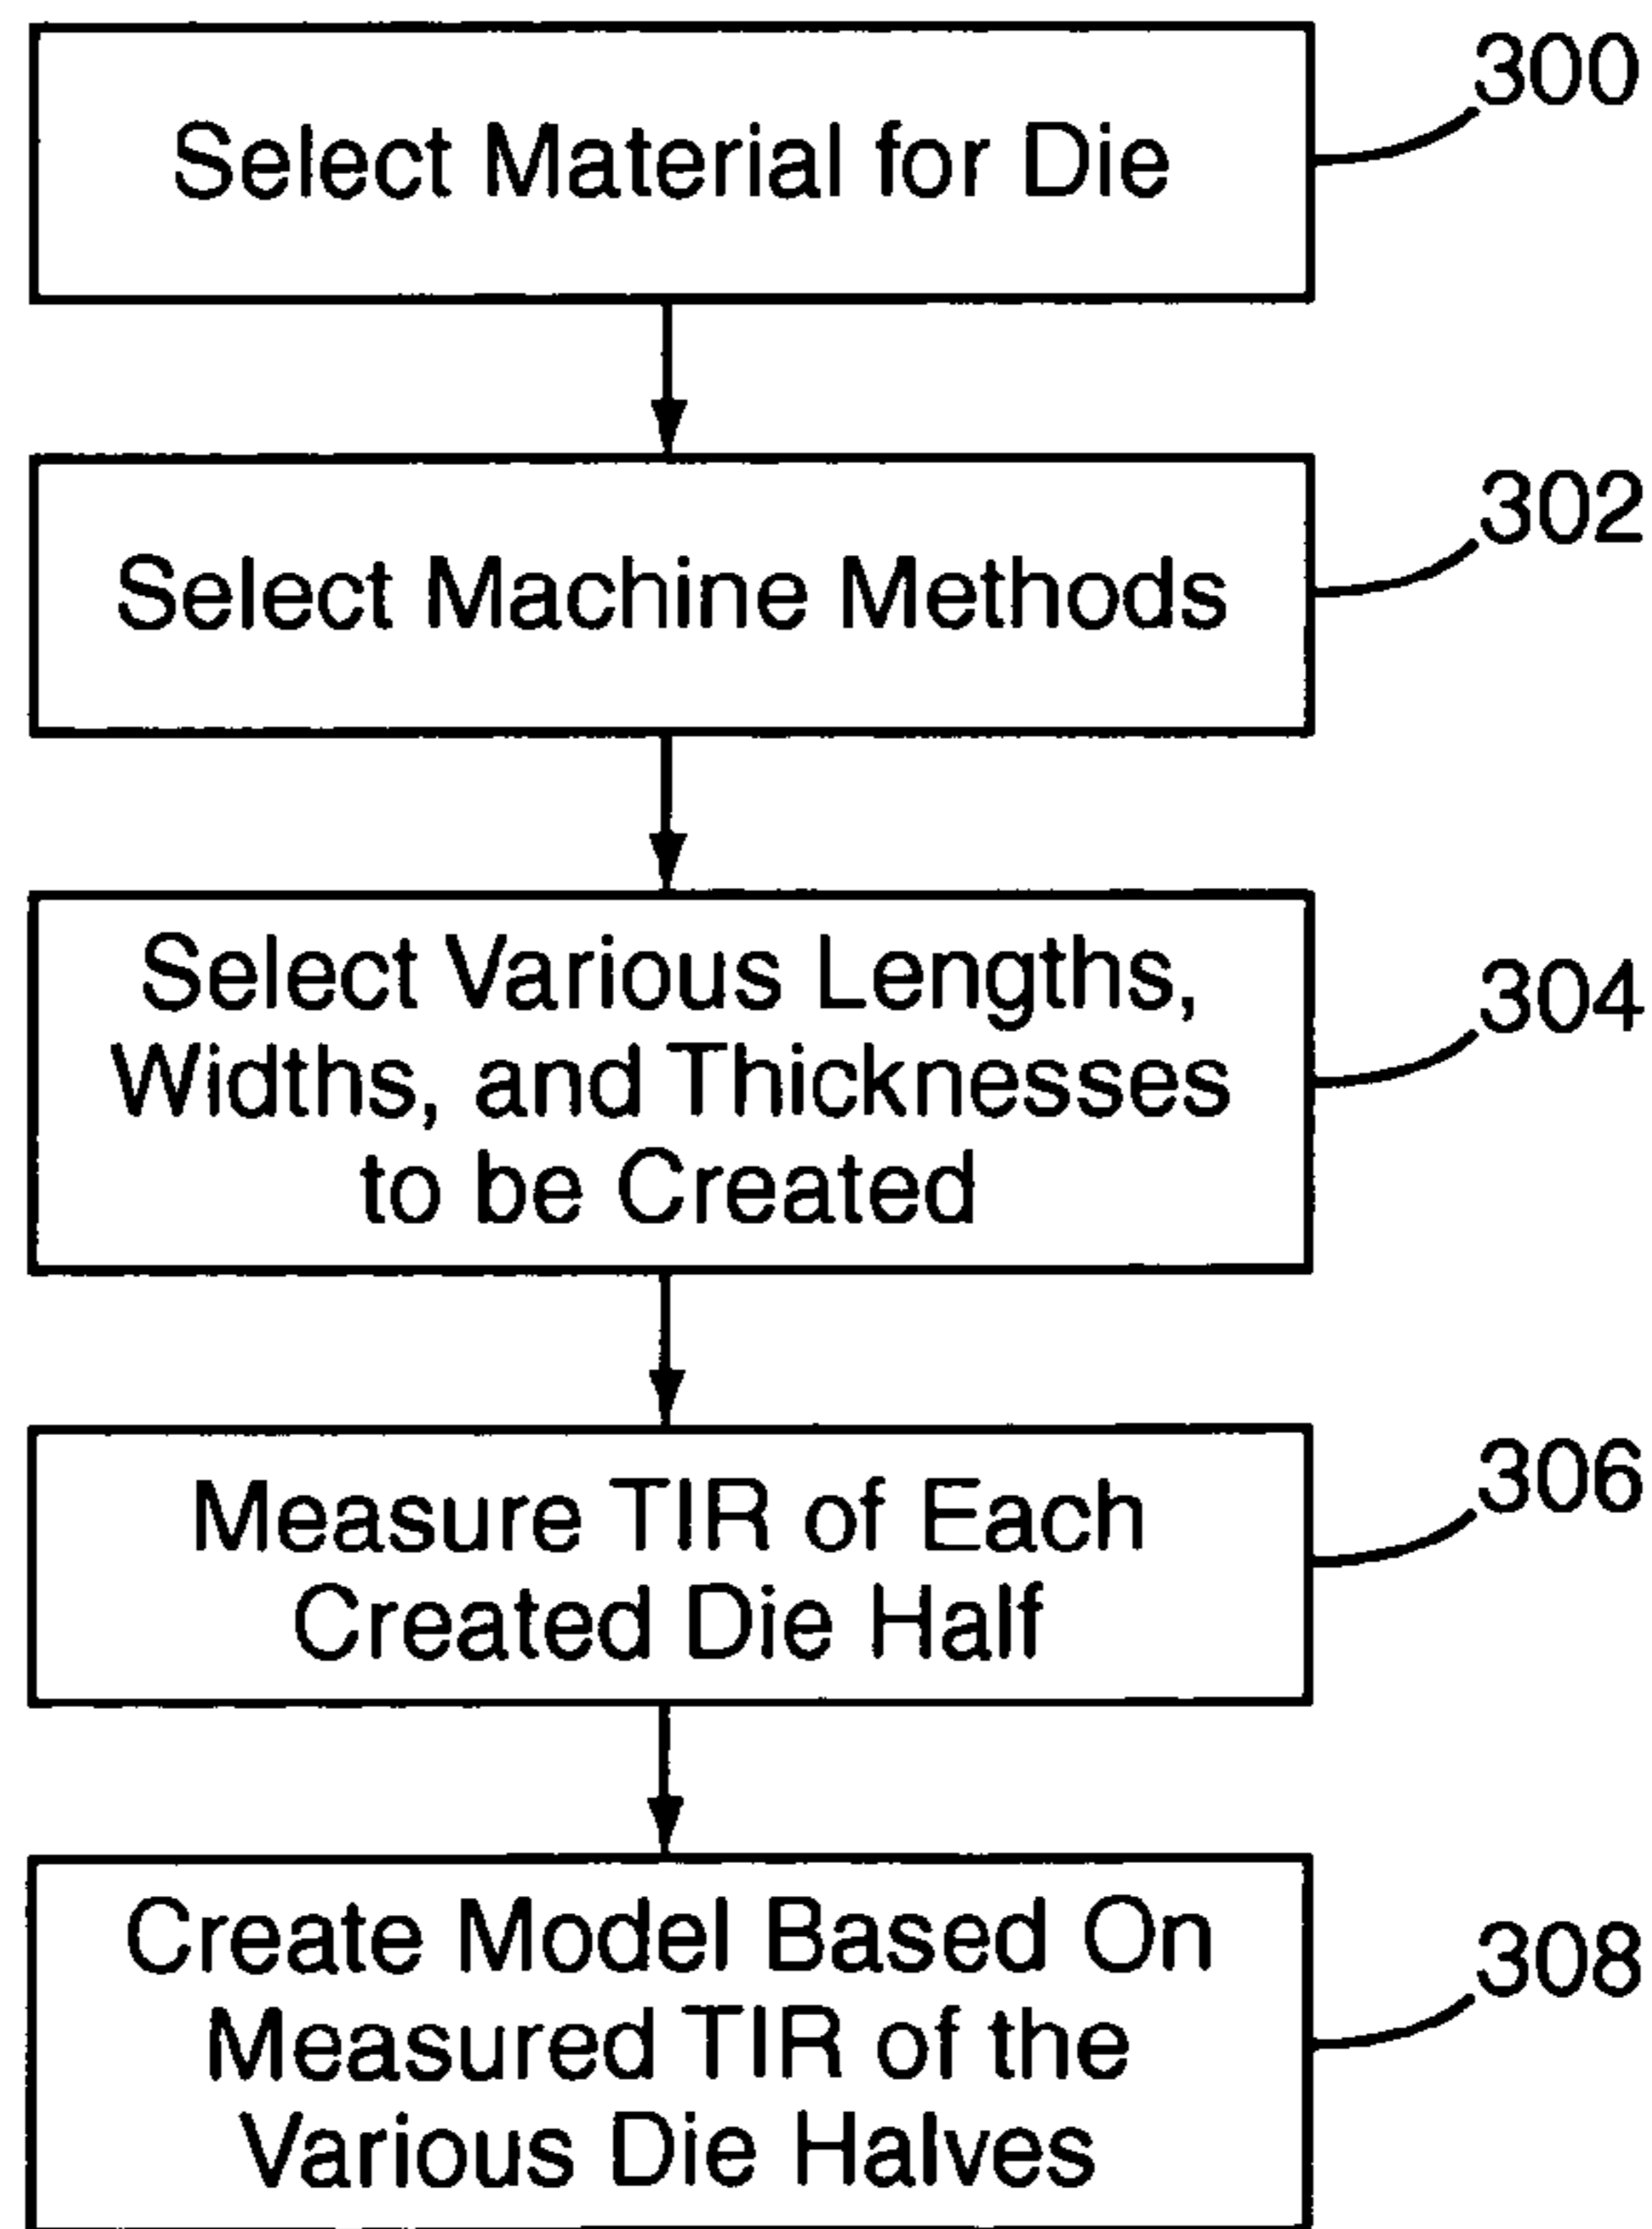 Select Material for Die
300
Select Machine Methods
302
Select Various Lengths,
Widths, and Thicknesses
to be Created
304
Measure TIR of Each
Created Die Half
306
Create Model Based On
Measured TIR of the
Various Die Halves
308